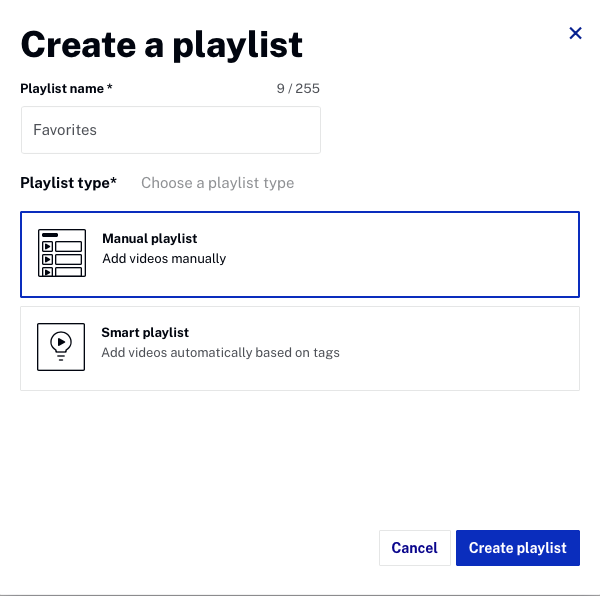 Create a playlist
Playlist name * 9 / 255
Favorites
Playlist type* Choose a playlist type
Manual playlist
Add videos manually
Smart playlist
Add videos automatically based on tags
Cancel Create playlist